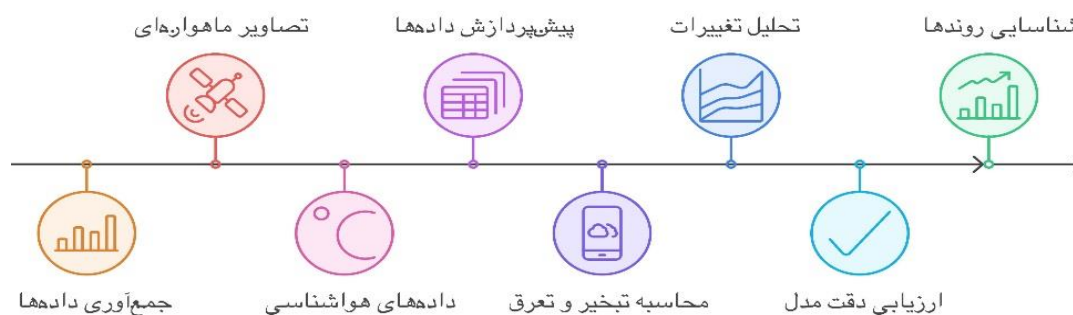 تصاویر ماهواره‌ای
پیش‌پردازش داده‌ها
تحلیل تغییرات
شناسایی روندها
جمع‌آوری داده‌ها
داده‌های هواشناسی
محاسبه تبخیر و تعرق
ارزیابی دقت مدل